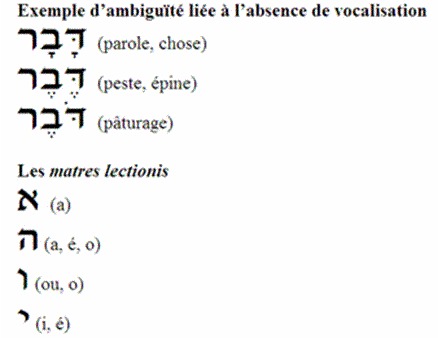 Exemple d'ambiguïté liée à l'absence de vocalisation
דָּבָר (parole, chose)
דֶּבֶר (peste, épine)
דֹּבֶר (pâturage)
Les matres lectionis
א (a)
ה (a, é, o)
ו (ou, o)
י (i, é)